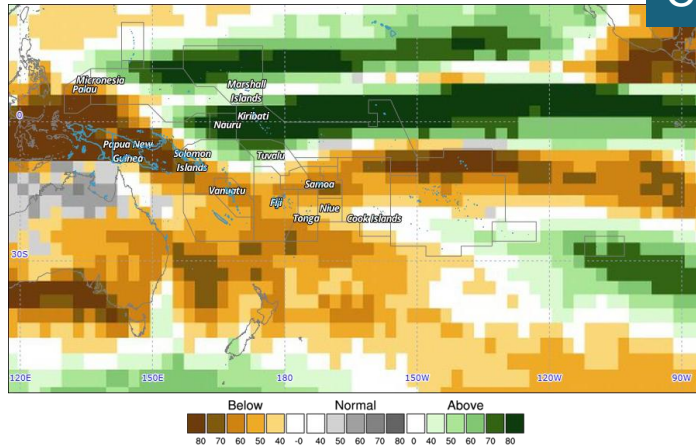 Micronesia
Palau
Marshall
Islands
0
Kiribati
Nauru
Papua New
Guinea
Solomon
Islands
Tuvalu
Samoa
Vanuatu
Fiji
Niue
Tonga
Cook Islands
30S
120E 150E 180 150W 120W 90W
Below Normal Above
80 70 60 50 40 -0 40 50 60 70 80 0 40 50 60 70 80